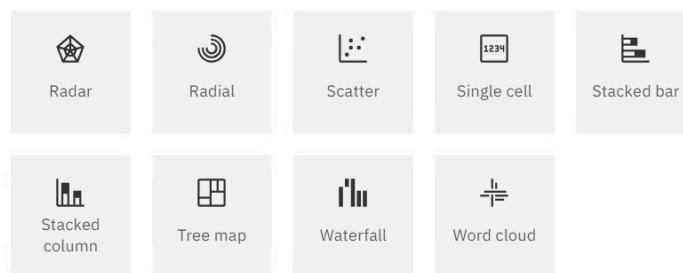 Radar
Radial
Scatter
1234
Single cell
Stacked bar
Stacked
column
Tree map
Waterfall
Word cloud